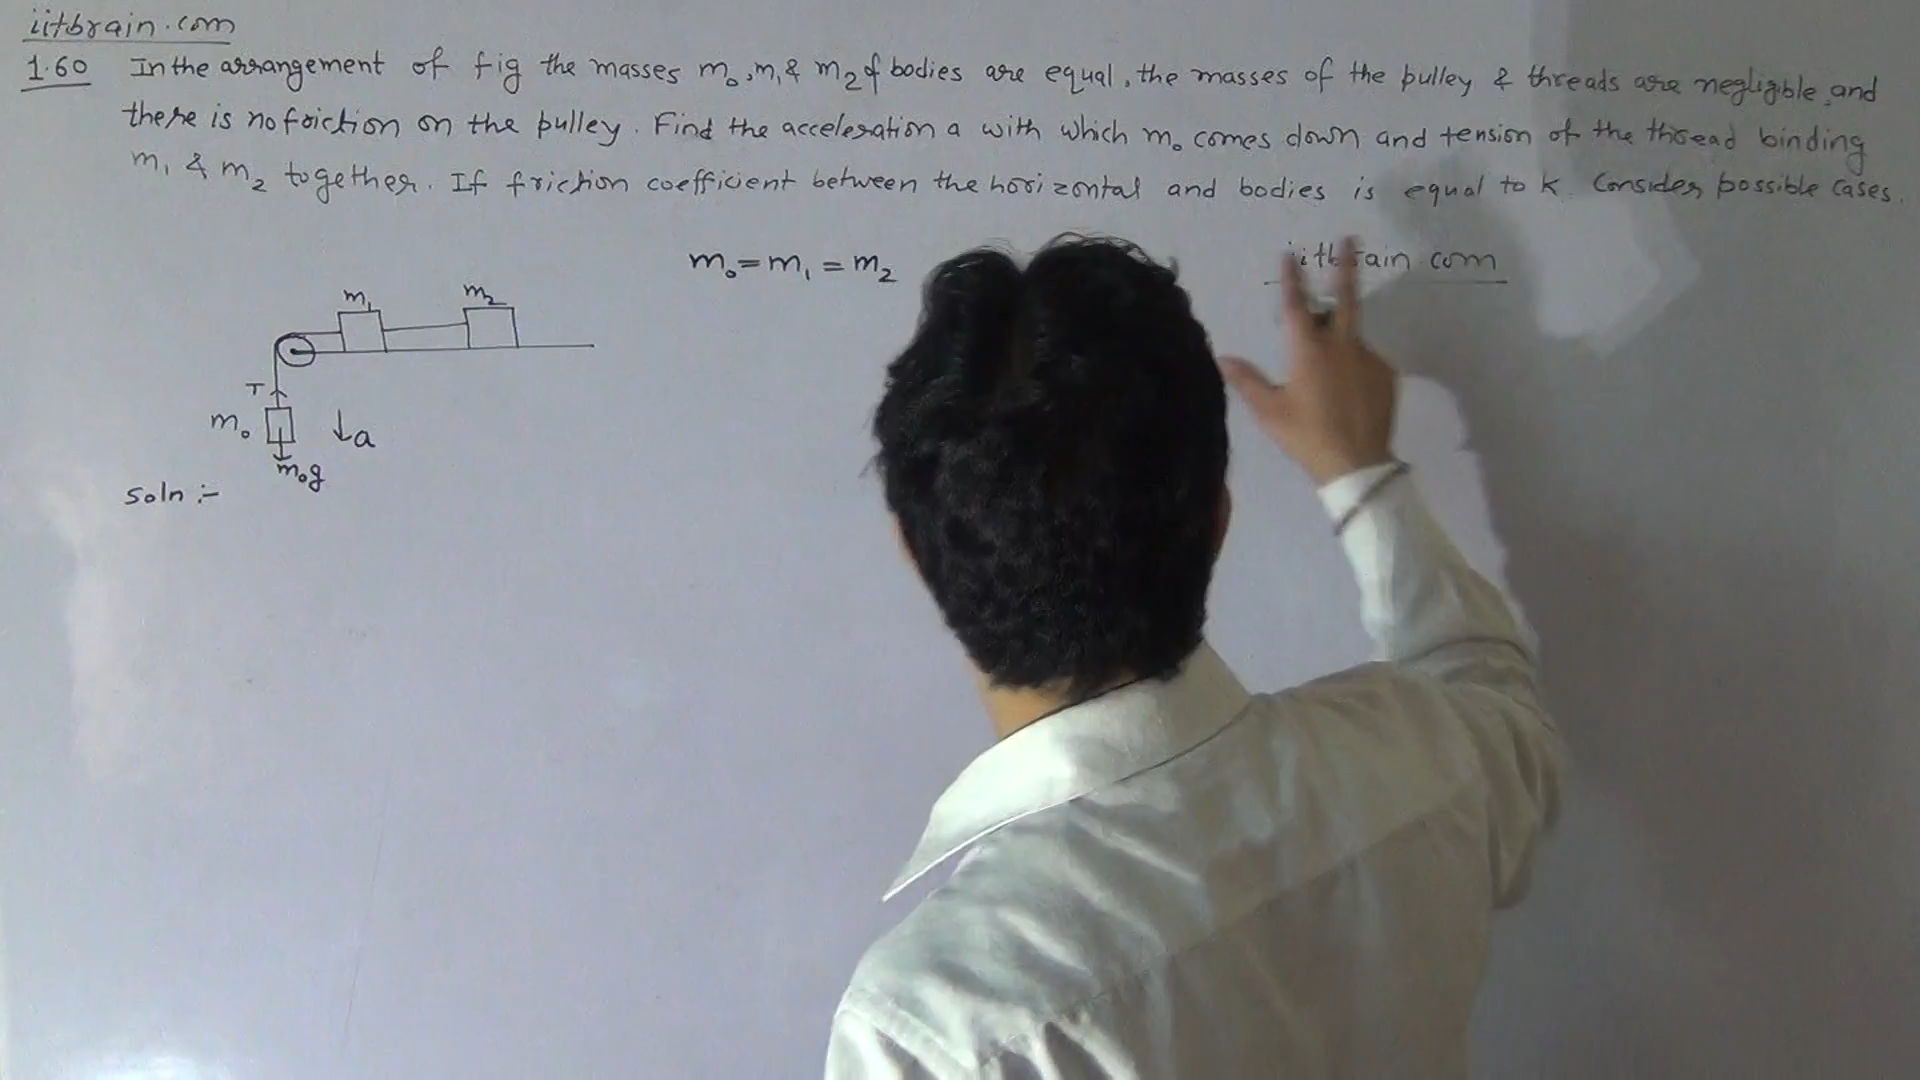 iitbrain.com
1.60 In the arrangement of fig the masses m₀, m₁ & m₂ of bodies are equal, the masses of the pulley & threads are negligible, and
there is no friction on the pulley. Find the acceleration a with which m₀ comes down and tension of the thread binding
m₁ & m₂ together. If friction coefficient between the horizontal and bodies is equal to k. Consider possible cases.
m₀ = m₁ = m₂
iitbrain.com
m₁ m₂
T
m₀ ↓a
m₀g
Soln :-